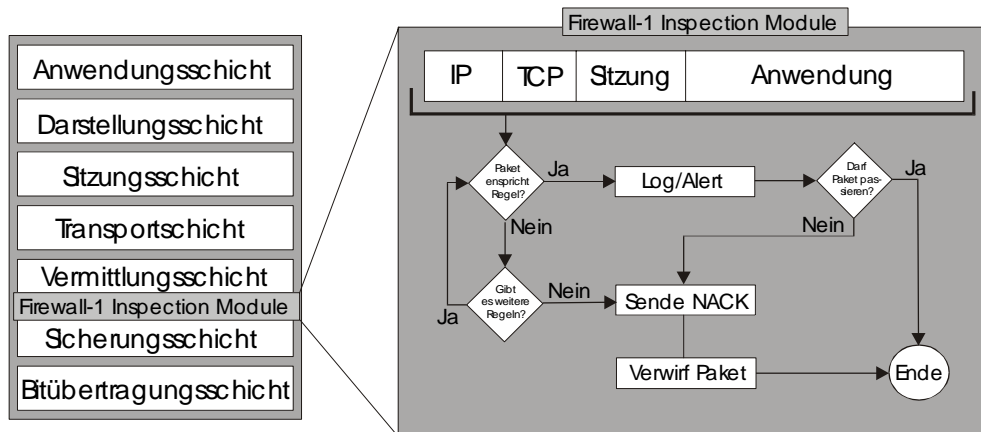 Anwendungsschicht
Darstellungsschicht
Sitzungsschicht
Transportschicht
Vermittlungsschicht
Firewall-1 Inspection Module
Sicherungsschicht
Bitübertragungsschicht
Firewall-1 Inspection Module
IP TCP Sitzung Anwendung
Paket
enspricht
Regel?
Ja
Log/Alert
Darf
Paket pas-
sieren?
Ja
Nein
Nein
Gibt
es weitere
Regeln?
Ja
Nein
Sende NACK
Verwirf Paket
Ende